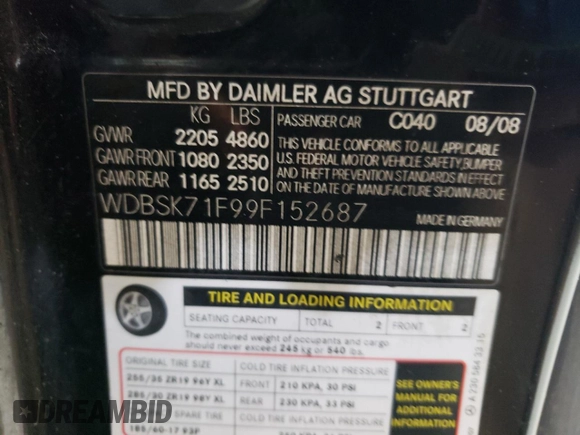 MFD BY DAIMLER AG STUTTGART
KG LBS PASSENGER CAR C040 08/08
GVWR 2205 4860
GAWR FRONT 1080 2350
GAWR REAR 1165 2510
THIS VEHICLE CONFORMS TO ALL APPLICABLE
U.S. FEDERAL MOTOR VEHICLE SAFETY, BUMPER
AND THEFT PREVENTION STANDARDS IN EFFECT
ON THE DATE OF MANUFACTURE SHOWN ABOVE.
WDBSK71F99F152687
MADE IN GERMANY
TIRE AND LOADING INFORMATION
SEATING CAPACITY TOTAL 2 FRONT 2
The combined weight of occupants and cargo
should never exceed 245 kg or 540 lbs.
ORIGINAL TIRE SIZE COLD TIRE INFLATION PRESSURE
255/35 ZR19 96Y XL FRONT 210 KPA, 30 PSI
285/30 ZR19 98Y XL REAR 230 KPA, 33 PSI
SPARE TIRE COLD TIRE INFLATION PRESSURE
185/60-17 93P
SEE OWNER'S
MANUAL FOR
ADDITIONAL
INFORMATION
A 230 584
DREAMBID